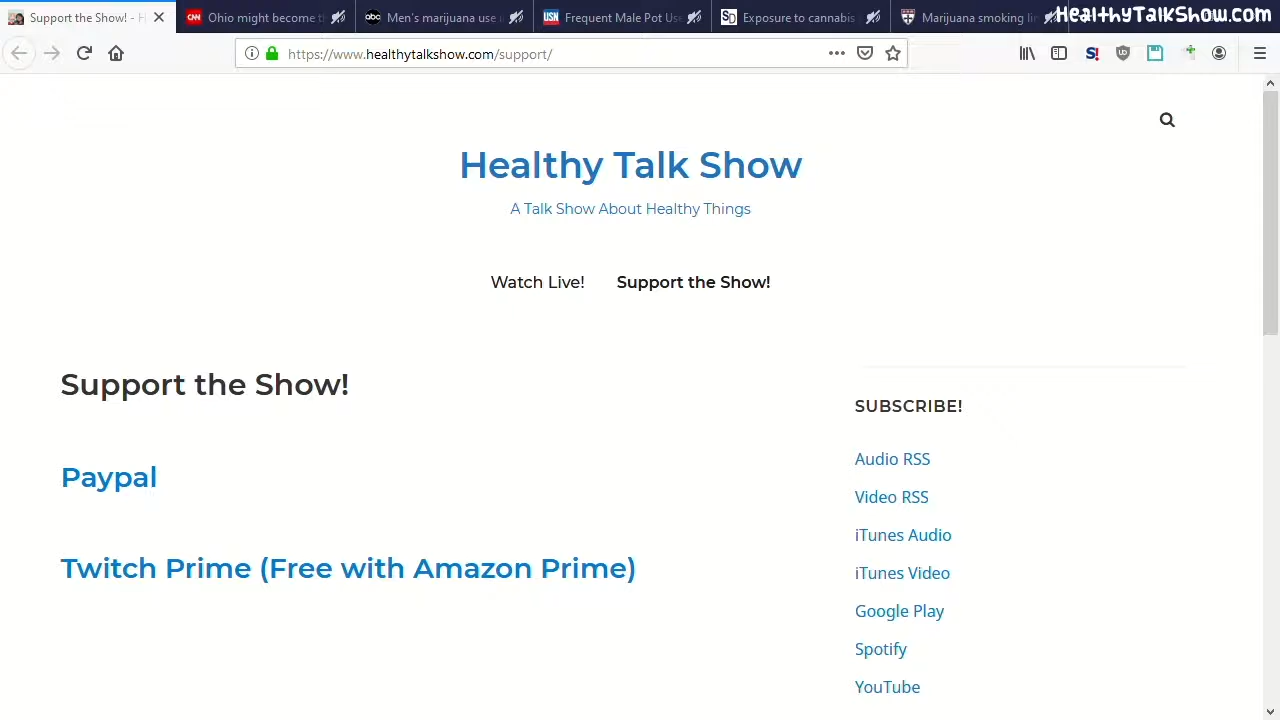 Support the Show! - H
Ohio might become t
Men's marijuana use i
Frequent Male Pot Us
Exposure to cannabis
Marijuana smoking li
HealthyTalkShow.com
https://www.healthytalkshow.com/support/
Healthy Talk Show
A Talk Show About Healthy Things
Watch Live!
Support the Show!
Support the Show!
SUBSCRIBE!
Audio RSS
Paypal
Video RSS
iTunes Audio
Twitch Prime (Free with Amazon Prime)
iTunes Video
Google Play
Spotify
YouTube